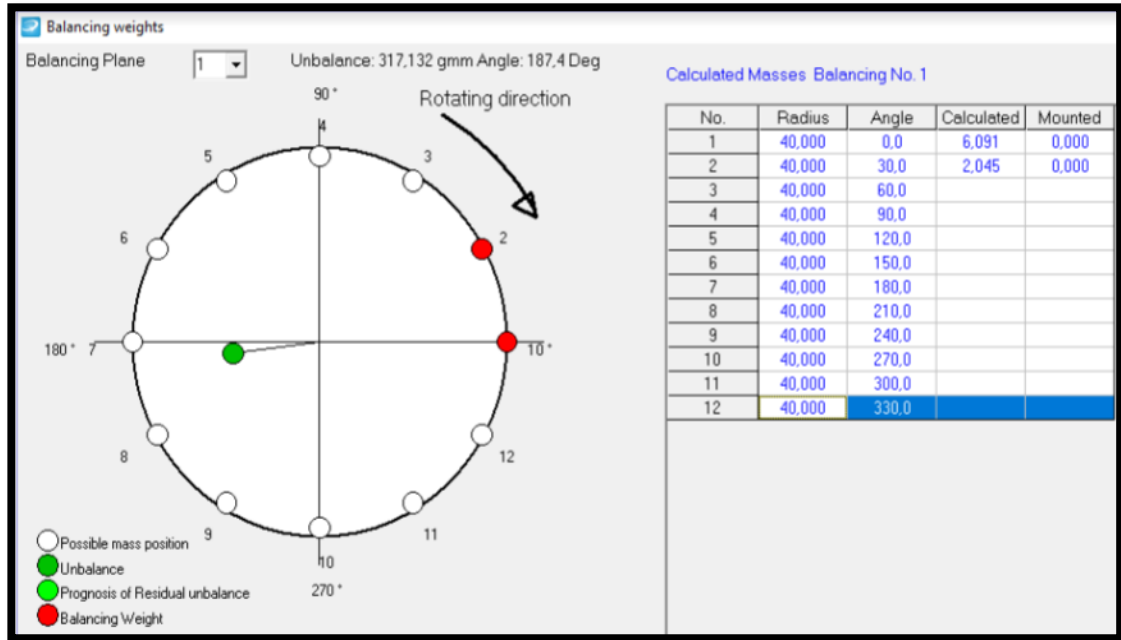 Balancing weights
Balancing Plane 1 Unbalance: 317,132 gmm Angle: 187,4 Deg
Calculated Masses Balancing No. 1
90 ° Rotating direction
4
5 3
6 2
180 ° 7 1 0 °
8 12
9 11
10
270 °
Possible mass position
Unbalance
Prognosis of Residual unbalance
Balancing Weight
No. Radius Angle Calculated Mounted
1 40,000 0,0 6,091 0,000
2 40,000 30,0 2,045 0,000
3 40,000 60,0
4 40,000 90,0
5 40,000 120,0
6 40,000 150,0
7 40,000 180,0
8 40,000 210,0
9 40,000 240,0
10 40,000 270,0
11 40,000 300,0
12 40,000 330,0